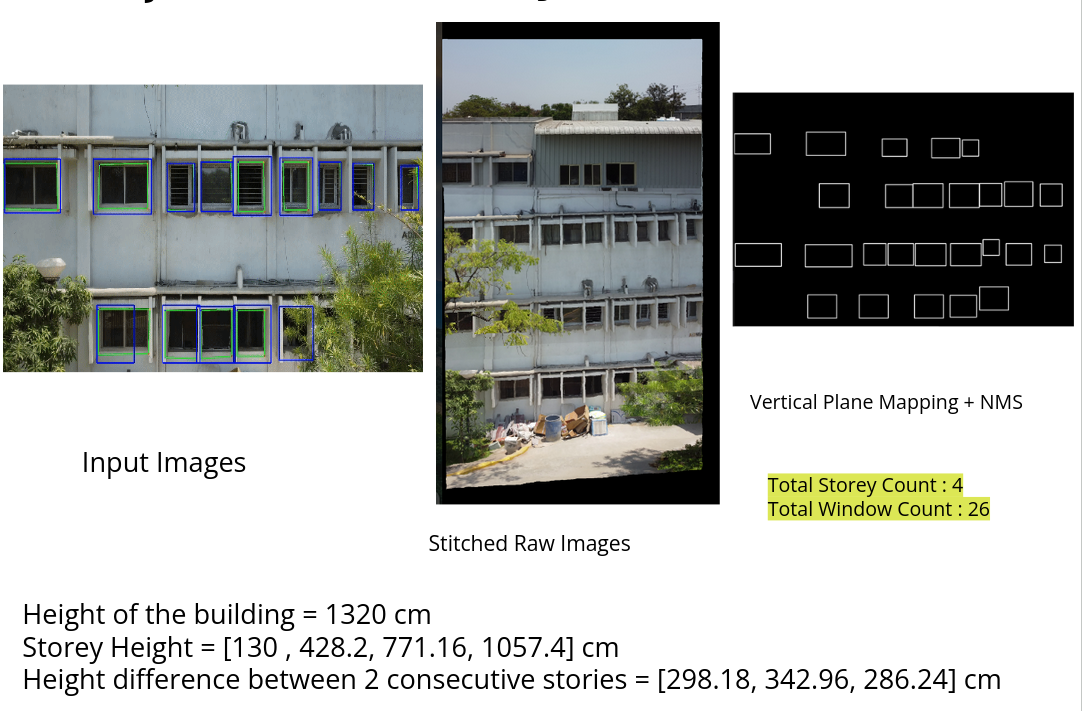 Input Images
Stitched Raw Images
Vertical Plane Mapping + NMS
Total Storey Count : 4
Total Window Count : 26
Height of the building = 1320 cm
Storey Height = [130 , 428.2, 771.16, 1057.4] cm
Height difference between 2 consecutive stories = [298.18, 342.96, 286.24] cm